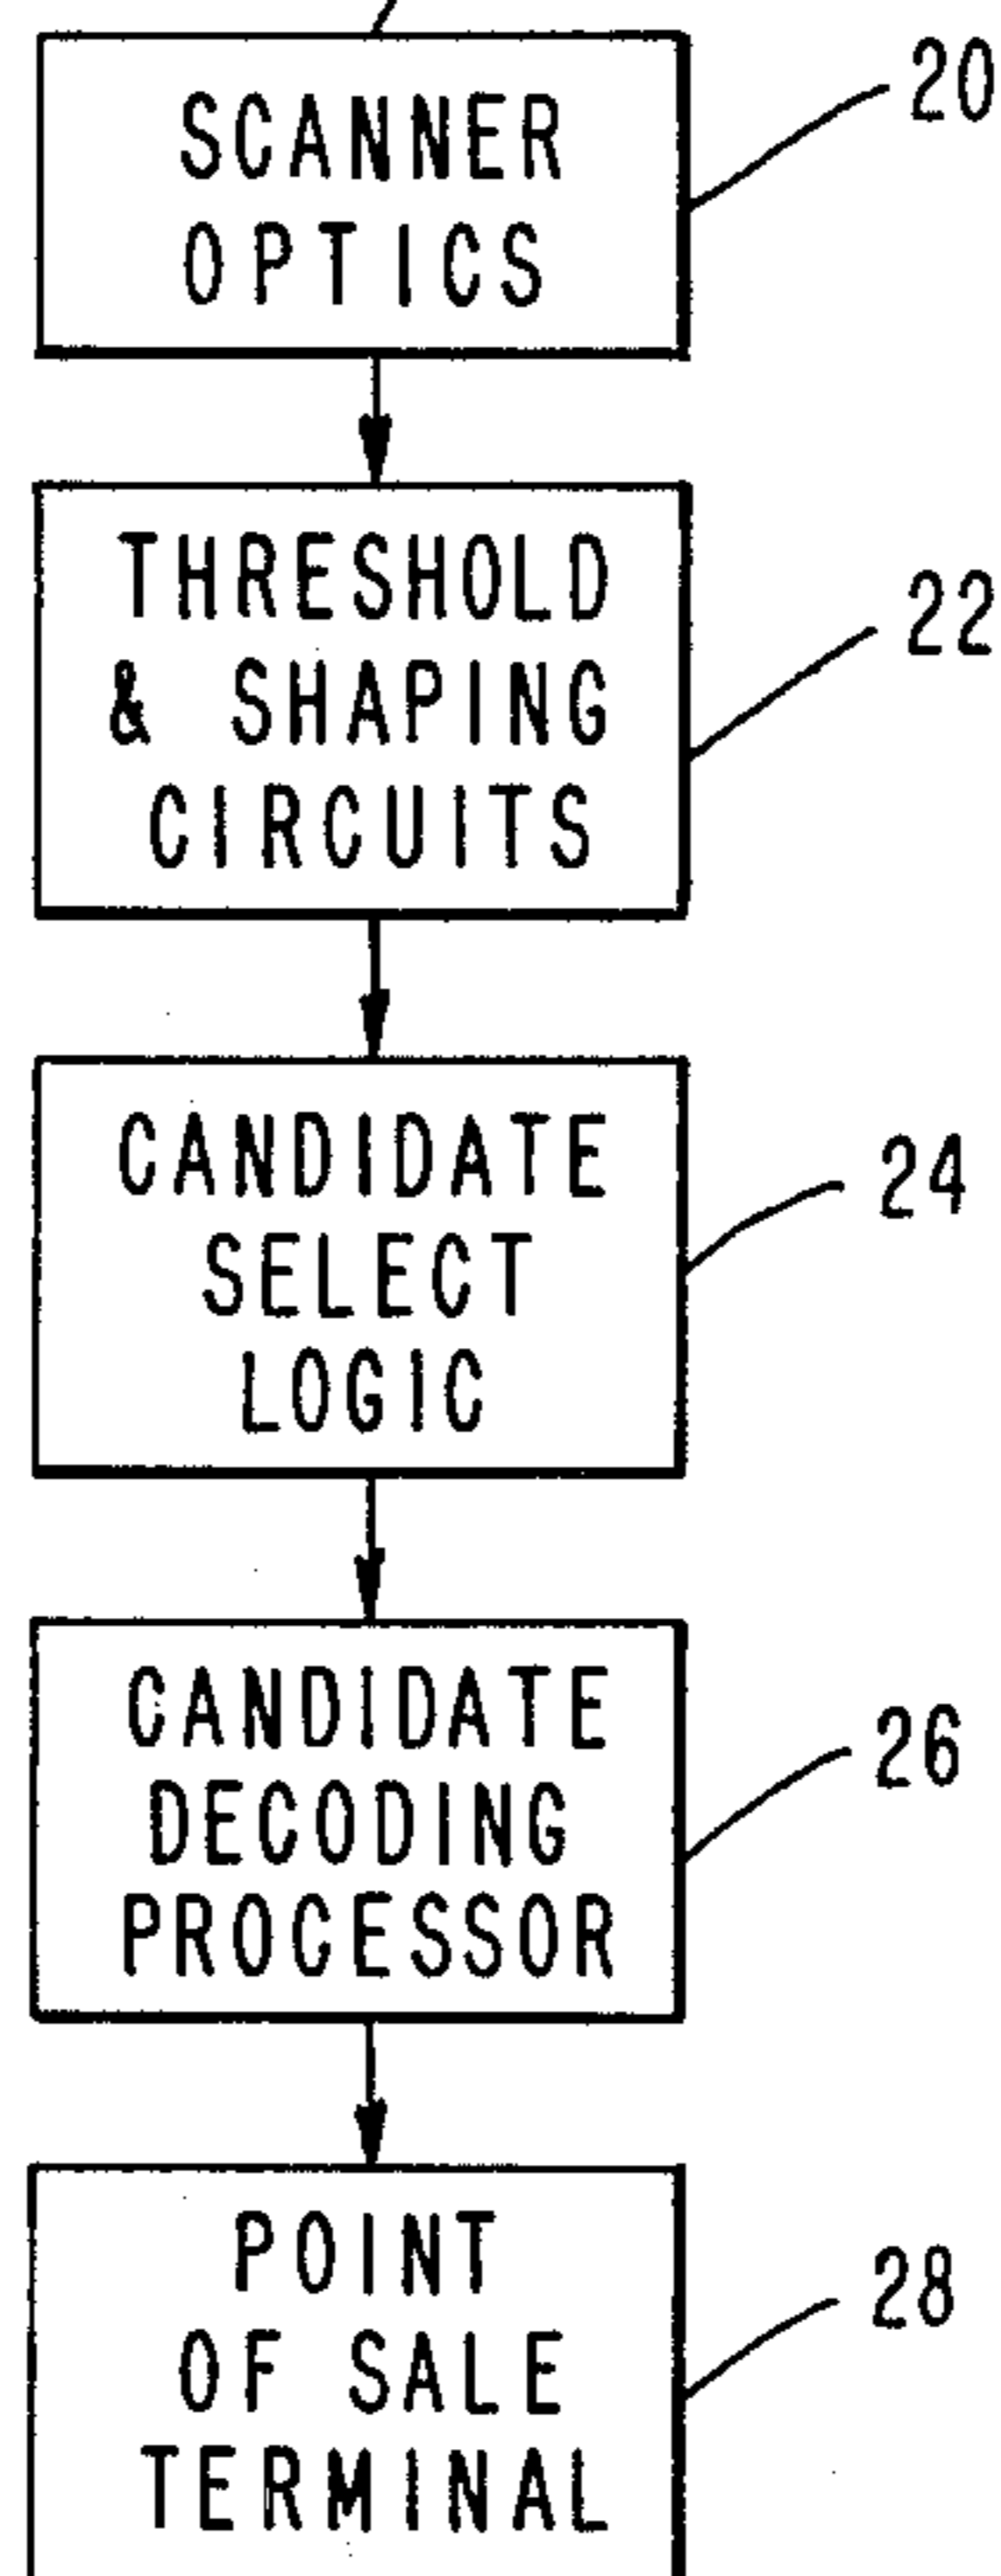 SCANNER
OPTICS
20
THRESHOLD
& SHAPING
CIRCUITS
22
CANDIDATE
SELECT
LOGIC
24
CANDIDATE
DECODING
PROCESSOR
26
POINT
OF SALE
TERMINAL
28